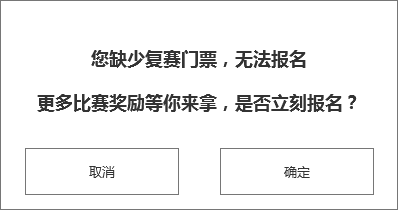 您缺少复赛门票，无法报名
更多比赛奖励等你来拿，是否立刻报名？
取消
确定